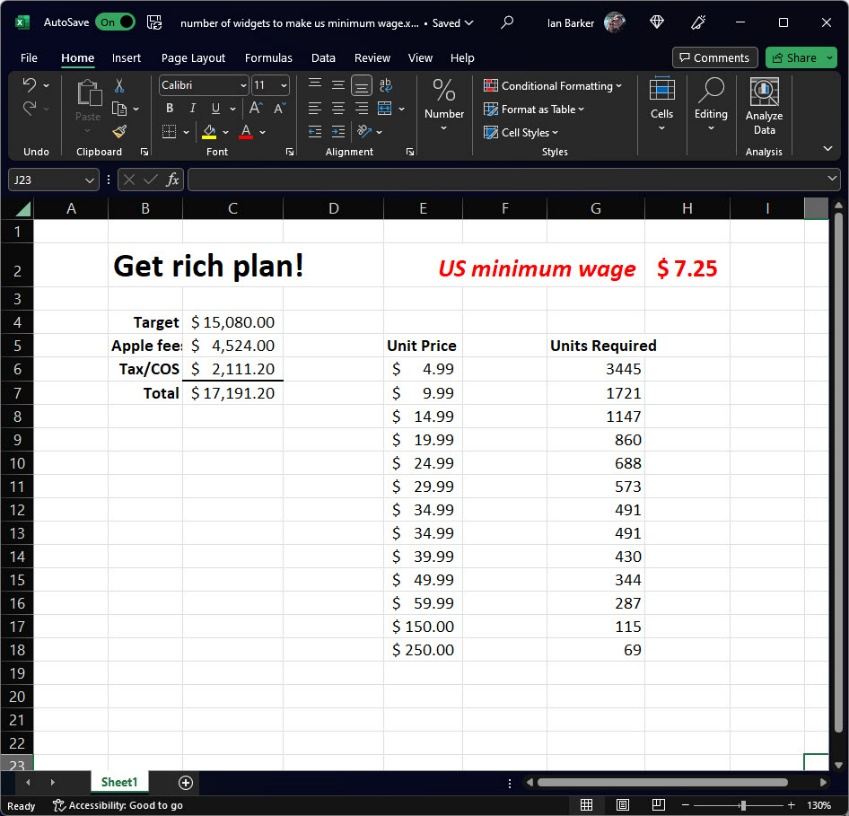 AutoSave On number of widgets to make us minimum wage.x... • Saved Ian Barker
File Home Insert Page Layout Formulas Data Review View Help Comments Share
Paste
Calibri 11
B I U A A
ab
%
Number
Conditional Formatting
Format as Table
Cell Styles
Cells
Editing
Analyze
Data
Undo Clipboard Font Alignment Styles Analysis
J23 fx
A B C D E F G H I
1
2 Get rich plan! US minimum wage $ 7.25
3
4 Target $ 15,080.00
5 Apple fee: $ 4,524.00 Unit Price Units Required
6 Tax/COS $ 2,111.20 $ 4.99 3445
7 Total $ 17,191.20 $ 9.99 1721
8 $ 14.99 1147
9 $ 19.99 860
10 $ 24.99 688
11 $ 29.99 573
12 $ 34.99 491
13 $ 34.99 491
14 $ 39.99 430
15 $ 49.99 344
16 $ 59.99 287
17 $ 150.00 115
18 $ 250.00 69
19
20
21
22
23
Sheet1
Ready Accessibility: Good to go 130%